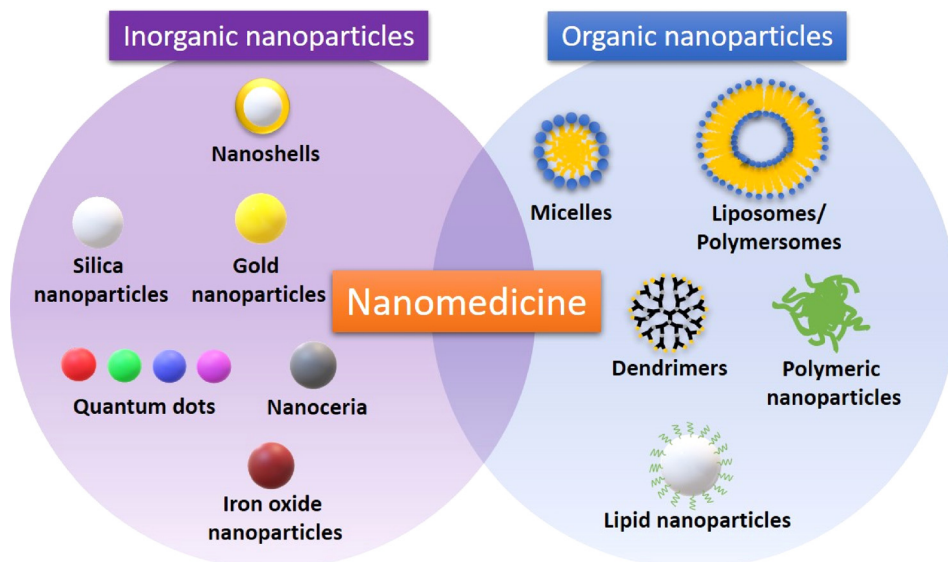 Inorganic nanoparticles
Organic nanoparticles
Nanoshells
Silica
nanoparticles
Gold
nanoparticles
Quantum dots
Nanoceria
Iron oxide
nanoparticles
Nanomedicine
Micelles
Liposomes/
Polymersomes
Dendrimers
Polymeric
nanoparticles
Lipid nanoparticles